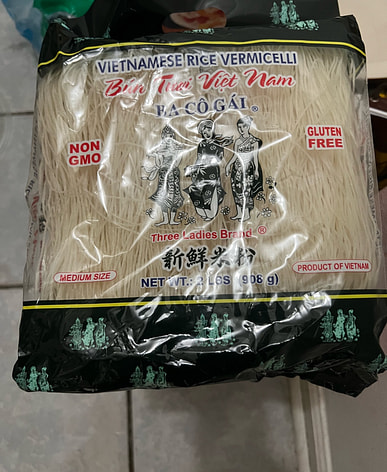 VIETNAMESE RICE VERMICELLI
Bún Tươi Việt Nam
BA CÔ GÁI ®
NON
GMO
GLUTEN
FREE
Three Ladies Brand ®
新鮮米粉
MEDIUM SIZE
PRODUCT OF VIETNAM
NET WT.: 2 LBS (908 g)